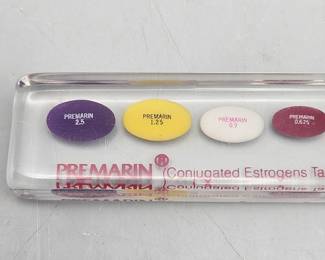 PREMARIN
2.5
PREMARIN
1.25
PREMARIN
0.9
PREMARIN
0.625
PREMARIN® (Conjugated Estrogens Ta